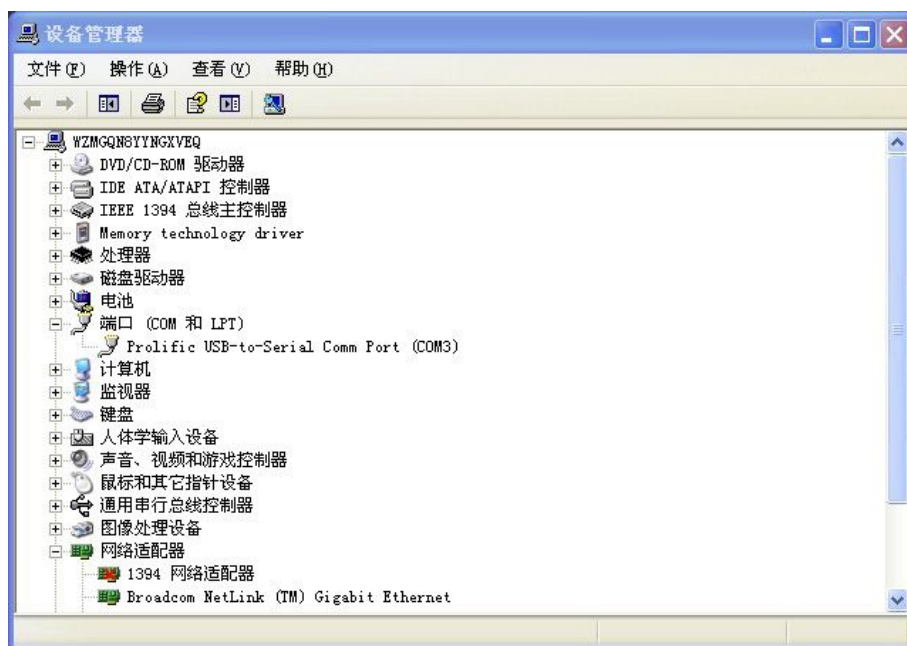 设备管理器
文件(F) 操作(A) 查看(V) 帮助(H)
WZMGQN8YYNGXVEQ
DVD/CD-ROM 驱动器
IDE ATA/ATAPI 控制器
IEEE 1394 总线主控制器
Memory technology driver
处理器
磁盘驱动器
电池
端口 (COM 和 LPT)
Prolific USB-to-Serial Comm Port (COM3)
计算机
监视器
键盘
人体学输入设备
声音、视频和游戏控制器
鼠标和其它指针设备
通用串行总线控制器
图像处理设备
网络适配器
1394 网络适配器
Broadcom NetLink (TM) Gigabit Ethernet